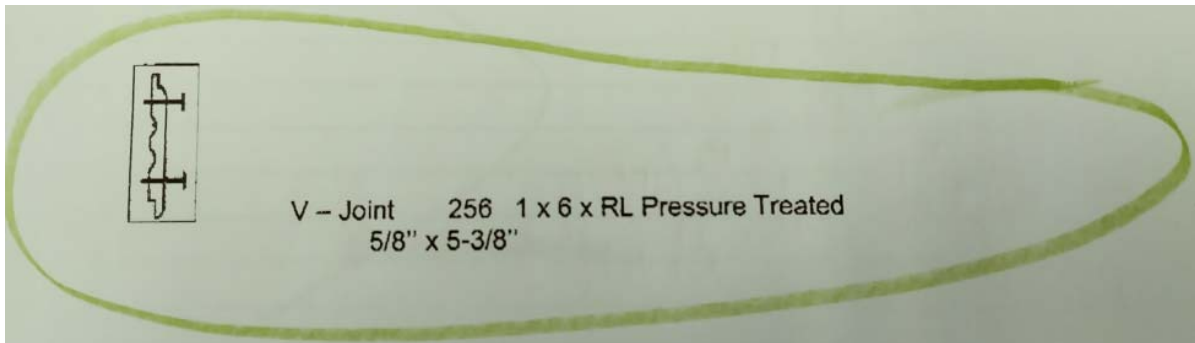 V – Joint 256 1 x 6 x RL Pressure Treated
5/8” x 5-3/8”